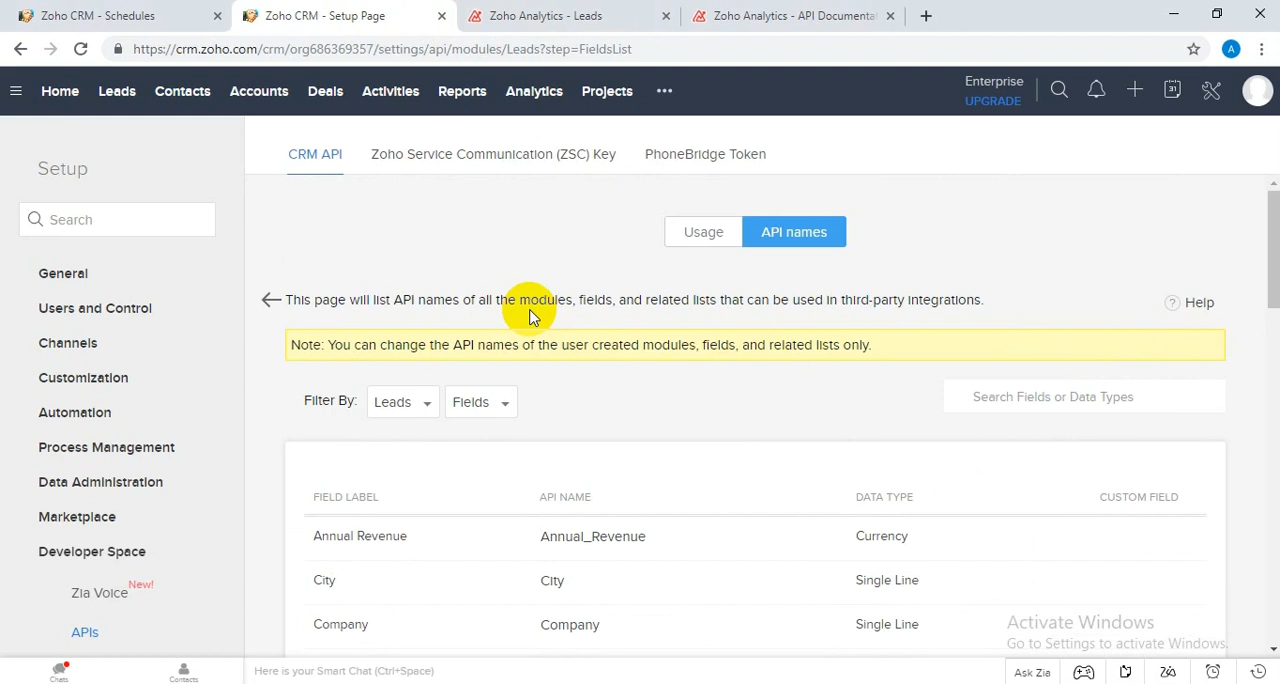 Zoho CRM - Schedules
Zoho CRM - Setup Page
Zoho Analytics - Leads
Zoho Analytics - API Documenta
https://crm.zoho.com/crm/org686369357/settings/api/modules/Leads?step=FieldsList
A
Home Leads Contacts Accounts Deals Activities Reports Analytics Projects
Enterprise
UPGRADE
31
Setup
Search
General
Users and Control
Channels
Customization
Automation
Process Management
Data Administration
Marketplace
Developer Space
Zia Voice New!
APIs
CRM API Zoho Service Communication (ZSC) Key PhoneBridge Token
Usage API names
This page will list API names of all the modules, fields, and related lists that can be used in third-party integrations.
? Help
Note: You can change the API names of the user created modules, fields, and related lists only.
Filter By: Leads Fields
Search Fields or Data Types
FIELD LABEL API NAME DATA TYPE CUSTOM FIELD
Annual Revenue Annual_Revenue Currency
City City Single Line
Company Company Single Line
Activate Windows
Go to Settings to activate Windows.
Chats
Contacts
Here is your Smart Chat (Ctrl+Space)
Ask Zia